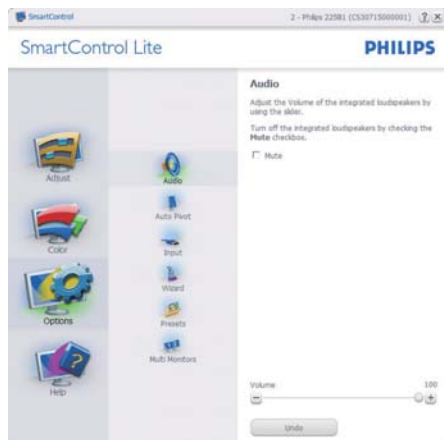 SmartControl
2 - Philips 225B1 (CS30715000001)
SmartControl Lite
PHILIPS
Adjust
Color
Options
Help
Audio
Auto Pivot
Input
Wizard
Presets
Multi Monitors
Audio
Adjust the Volume of the integrated loudspeakers by
using the slider.
Turn off the integrated loudspeakers by checking the
Mute checkbox.
Mute
Volume 100
Undo